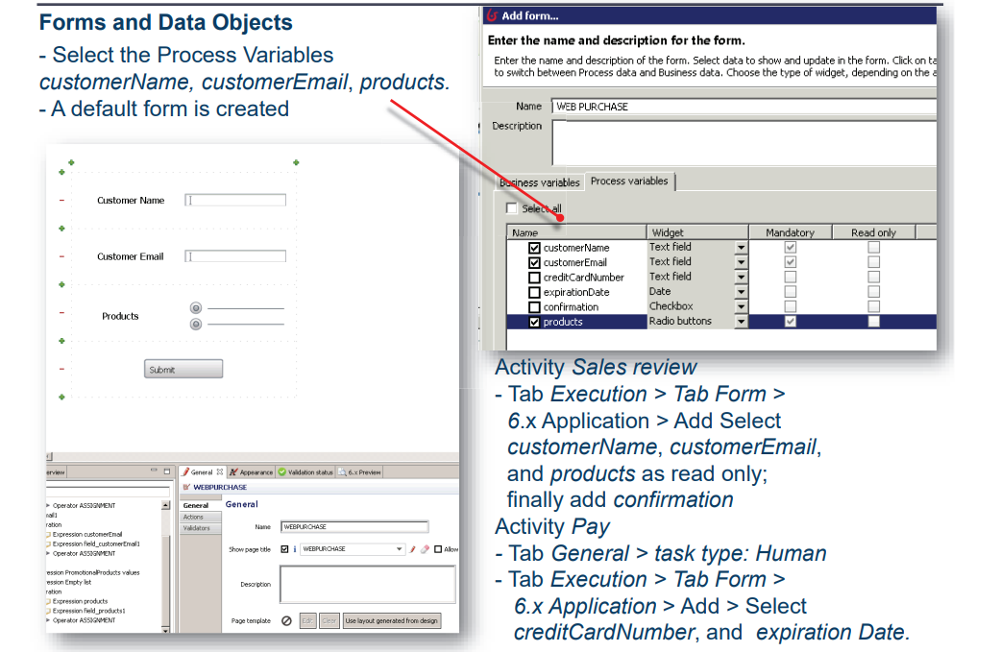 Forms and Data Objects
- Select the Process Variables
customerName, customerEmail, products.
- A default form is created
Add form...
Enter the name and description for the form.
Enter the name and description of the form. Select data to show and update in the form. Click on ta
to switch between Process data and Business data. Choose the type of widget, depending on the a
Name WEB PURCHASE
Description
Business variables Process variables
Select all
Name Widget Mandatory Read only
customerName Text field
customerEmail Text field
creditCardNumber Text field
expirationDate Date
confirmation Checkbox
products Radio buttons
Customer Name
Customer Email
Products
Submit
erview
Operator ASSIGNMENT
nail1
ration
Expression customerEmail
Expression field_customerEmail1
Operator ASSIGNMENT
ression PromotionalProducts values
ression Empty list
ration
Expression products
Expression field_products1
Operator ASSIGNMENT
General Appearance Validation status 6.x Preview
WEBPURCHASE
General
Actions
Validators
General
Name WEBPURCHASE
Show page title WEBPURCHASE Allow
Description
Page template Edit Clear Use layout generated from design
Activity Sales review
- Tab Execution > Tab Form >
6.x Application > Add Select
customerName, customerEmail,
and products as read only;
finally add confirmation
Activity Pay
- Tab General > task type: Human
- Tab Execution > Tab Form >
6.x Application > Add > Select
creditCardNumber, and expiration Date.